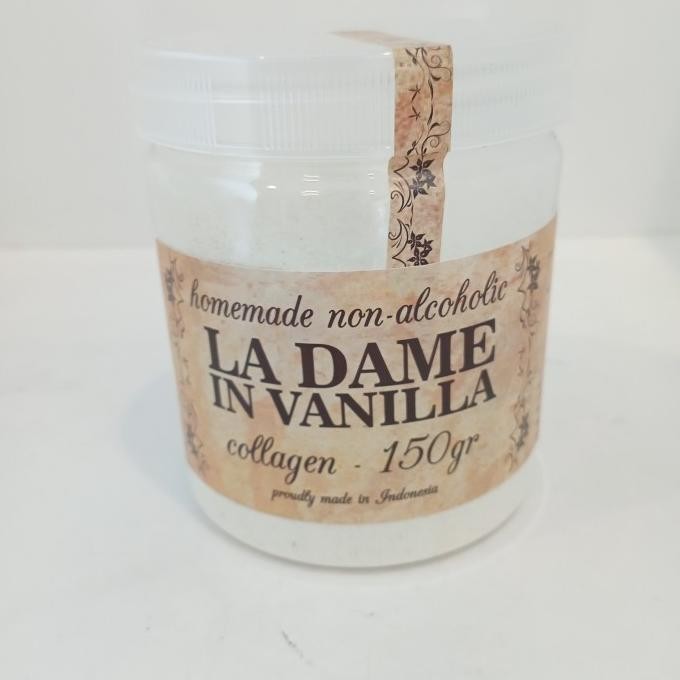 homemade non-alcoholic
LA DAME
IN VANILLA
collagen - 150gr
proudly made in Indonesia